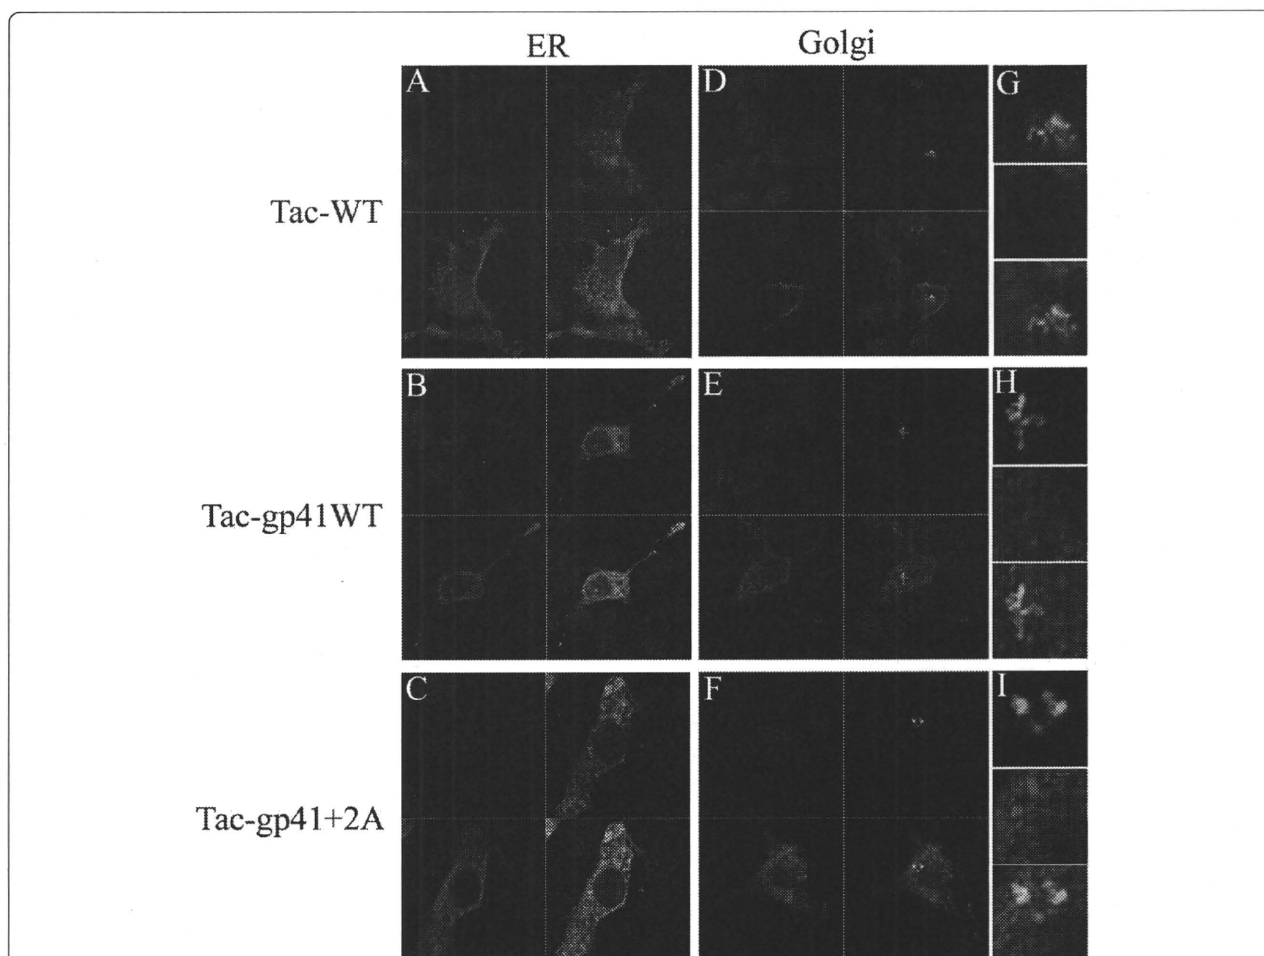 ER Golgi
A D G
Tac-WT
B E H
Tac-gp41WT
C F I
Tac-gp41+2A